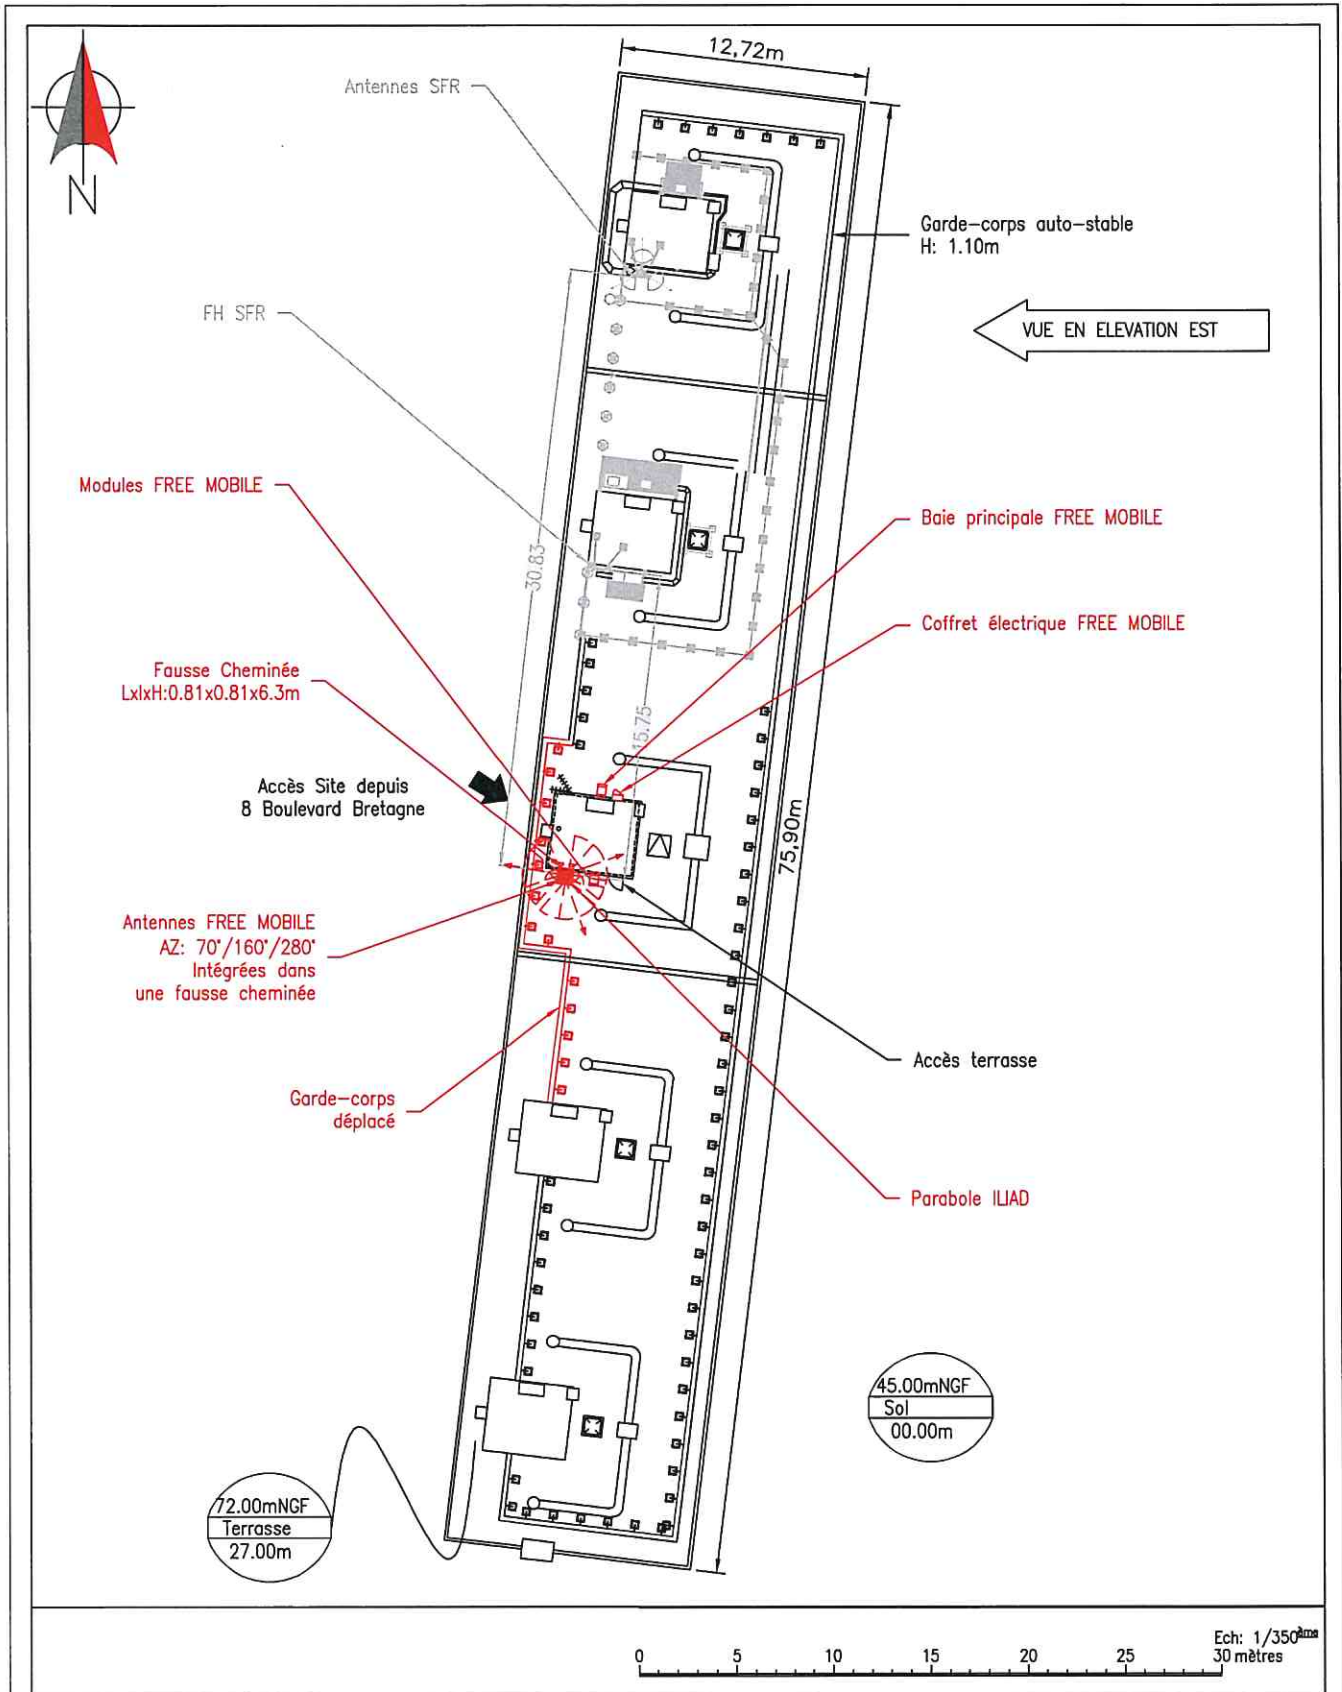 12,72m
Antennes SFR
N
Garde-corps auto-stable
H: 1.10m
FH SFR
VUE EN ELEVATION EST
Modules FREE MOBILE
Baie principale FREE MOBILE
30.83
Coffret électrique FREE MOBILE
Fausse Cheminée
LxlxH:0.81x0.81x6.3m
15.75
Accès Site depuis
8 Boulevard Bretagne
75,90m
Antennes FREE MOBILE
AZ: 70°/160°/280°
Intégrées dans
une fausse cheminée
Accès terrasse
Garde-corps
déplacé
Parabole ILIAD
45.00mNGF
Sol
00.00m
72.00mNGF
Terrasse
27.00m
Ech: 1/350ème
0 5 10 15 20 25 30 mètres